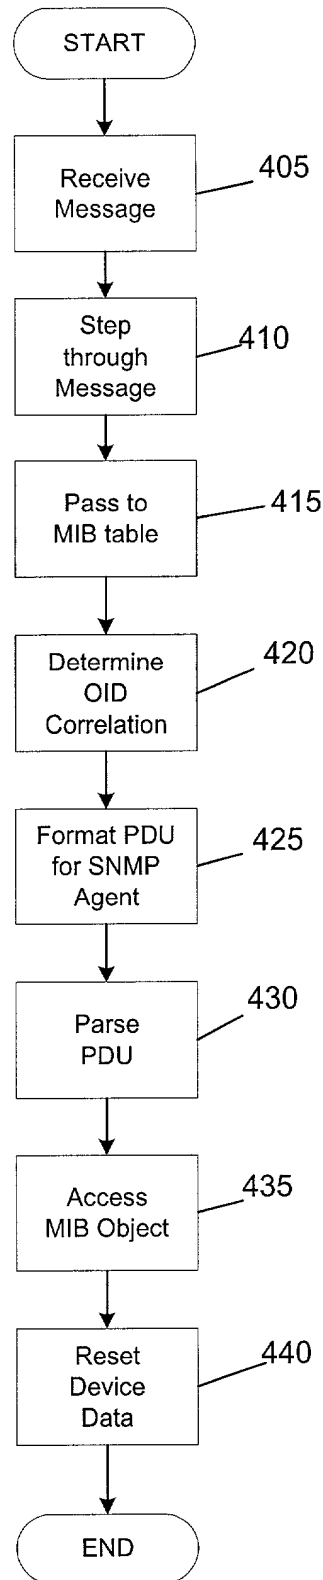 START
Receive
Message
405
Step
through
Message
410
Pass to
MIB table
415
Determine
OID
Correlation
420
Format PDU
for SNMP
Agent
425
Parse
PDU
430
Access
MIB Object
435
Reset
Device
Data
440
END